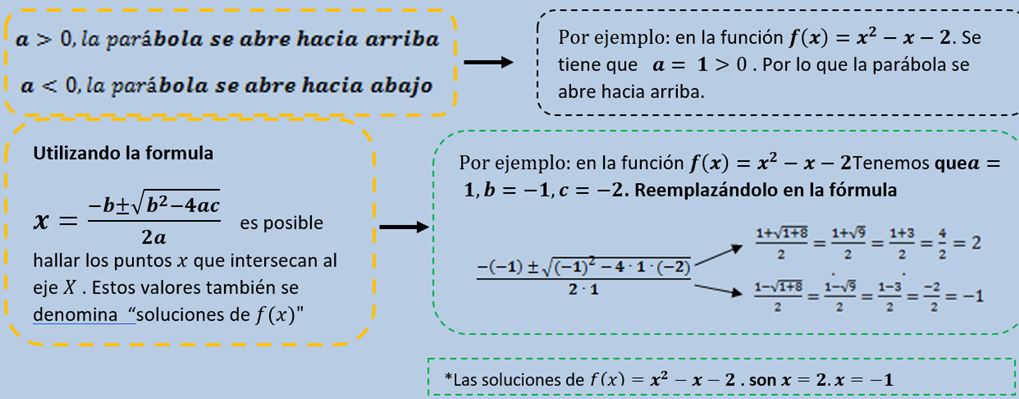 a > 0, la parábola se abre hacia arriba
a < 0, la parábola se abre hacia abajo
Por ejemplo: en la función f(x) = x² − x − 2. Se
tiene que a = 1 > 0 . Por lo que la parábola se
abre hacia arriba.
Utilizando la formula
x = (-b±√(b²−4ac))/(2a) es posible
hallar los puntos x que intersecan al
eje X . Estos valores también se
denomina “soluciones de f(x)"
Por ejemplo: en la función f(x) = x² − x − 2Tenemos quea =
1, b = −1, c = −2. Reemplazándolo en la fórmula
(−(−1) ± √((−1)² − 4 · 1 · (−2)))/(2 · 1)
(1+√(1+8))/2 = (1+√9)/2 = (1+3)/2 = 4/2 = 2
(1−√(1+8))/2 = (1−√9)/2 = (1−3)/2 = (−2)/2 = −1
*Las soluciones de f(x) = x² − x − 2 . son x = 2. x = −1